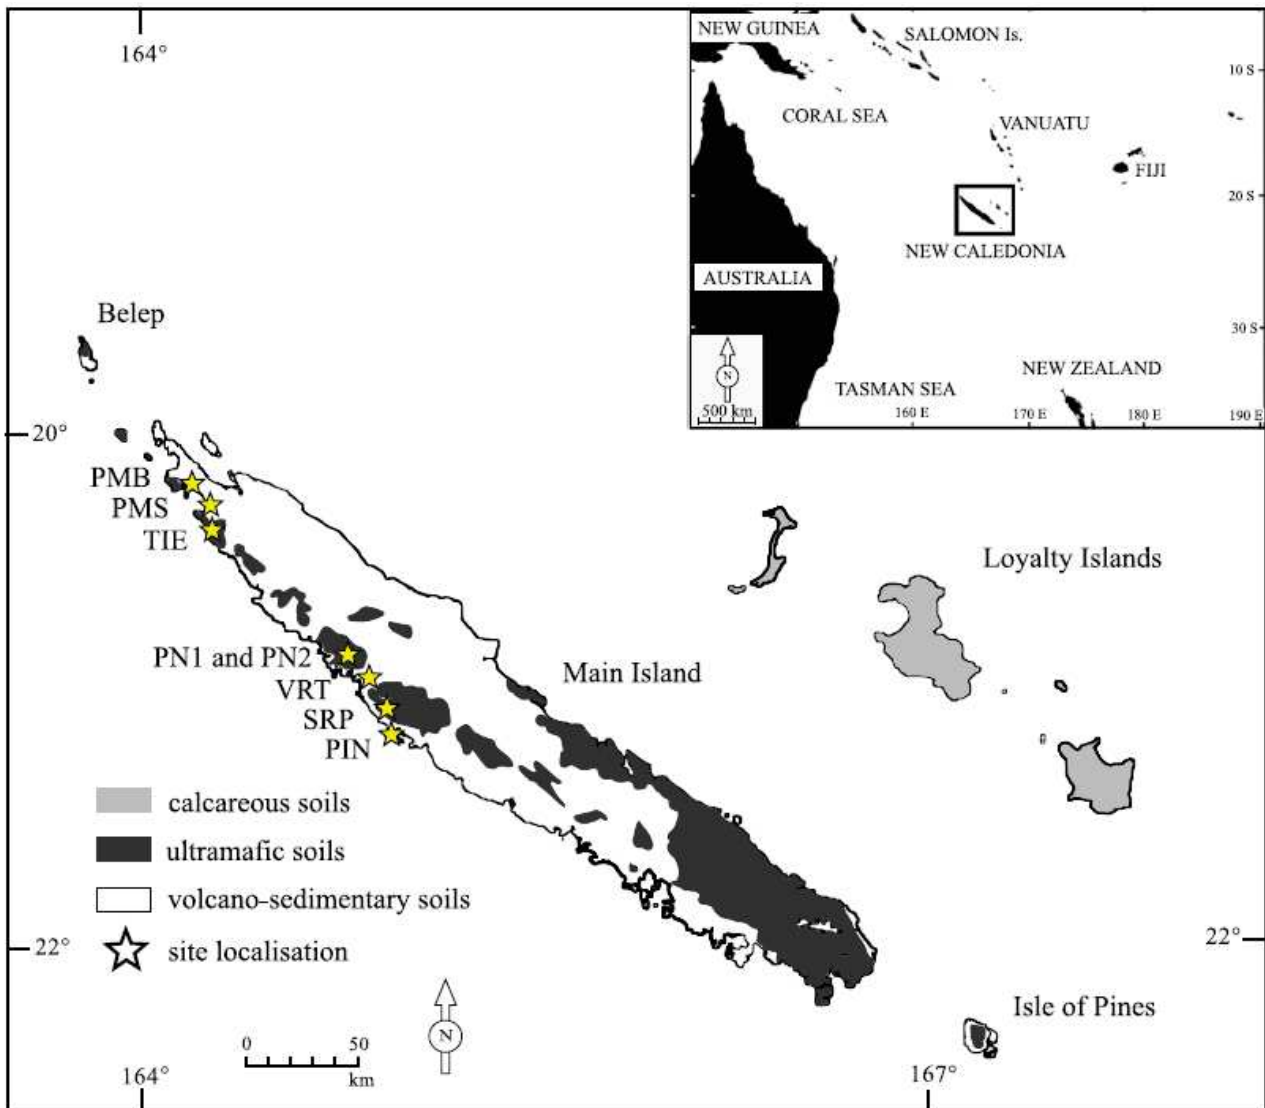 164°
NEW GUINEA
SALOMON Is.
10 S
CORAL SEA
VANUATU
FIJI
20 S
NEW CALEDONIA
AUSTRALIA
30 S
N
NEW ZEALAND
TASMAN SEA
500 km
160 E
170 E
180 E
190 E
Belep
20°
PMB
PMS
TIE
Loyalty Islands
PN1 and PN2
Main Island
VRT
SRP
PIN
calcareous soils
ultramafic soils
volcano-sedimentary soils
22°
site localisation
22°
Isle of Pines
0
50
km
N
164°
167°